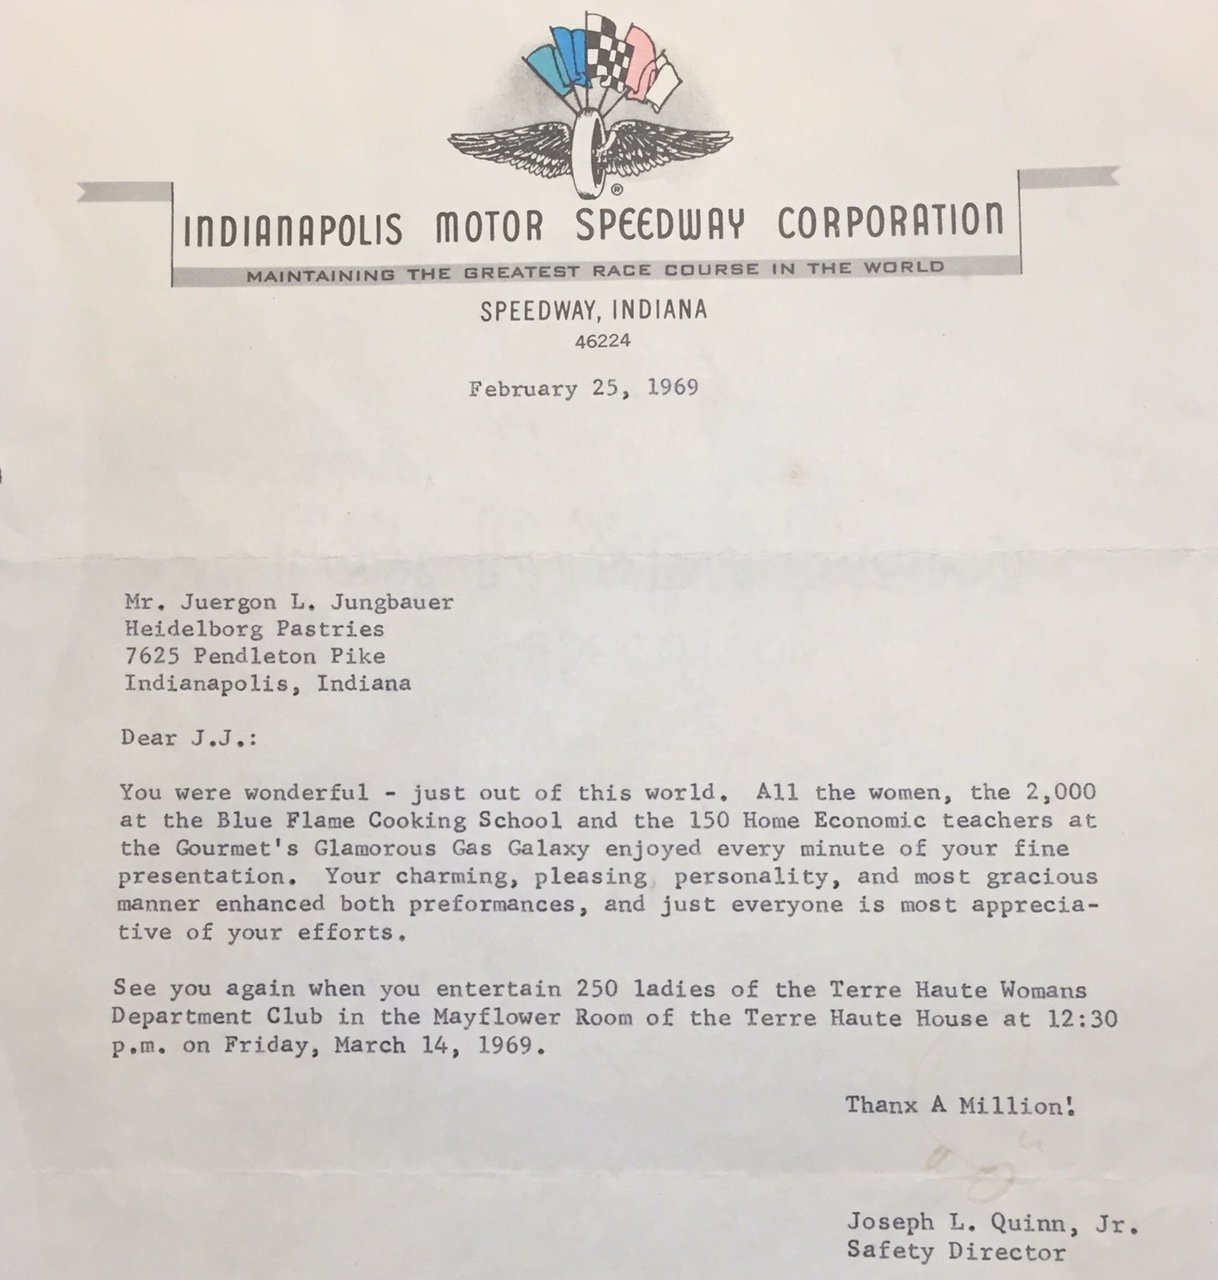 ®
INDIANAPOLIS MOTOR SPEEDWAY CORPORATION
MAINTAINING THE GREATEST RACE COURSE IN THE WORLD
SPEEDWAY, INDIANA
46224
February 25, 1969
Mr. Juergon L. Jungbauer
Heidelborg Pastries
7625 Pendleton Pike
Indianapolis, Indiana
Dear J.J.:
You were wonderful - just out of this world. All the women, the 2,000
at the Blue Flame Cooking School and the 150 Home Economic teachers at
the Gourmet's Glamorous Gas Galaxy enjoyed every minute of your fine
presentation. Your charming, pleasing personality, and most gracious
manner enhanced both preformances, and just everyone is most apprecia-
tive of your efforts.
See you again when you entertain 250 ladies of the Terre Haute Womans
Department Club in the Mayflower Room of the Terre Haute House at 12:30
p.m. on Friday, March 14, 1969.
Thanx A Million!
Joseph L. Quinn, Jr.
Safety Director